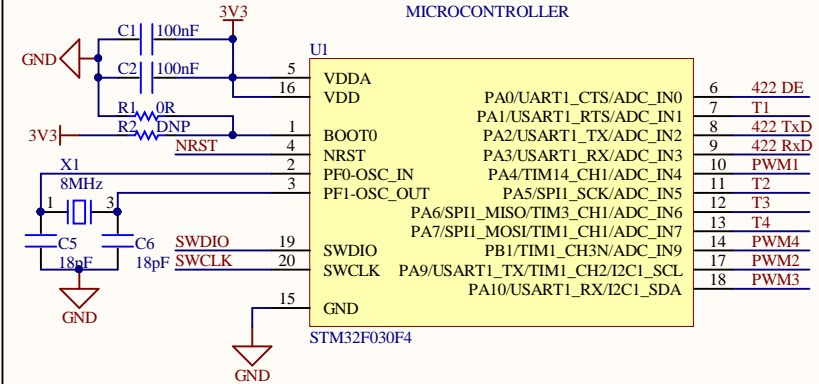 MICROCONTROLLER
3V3
C1 100nF
GND
C2 100nF
R1 0R
3V3 R2 DNP
U1
5 VDDA
16 VDD
1 BOOT0
NRST 4 NRST
2 PF0-OSC_IN
3 PF1-OSC_OUT
X1
8MHz
1 3
C5 C6
18pF 18pF
GND
SWDIO 19 SWDIO
SWCLK 20 SWCLK
15 GND
GND
PA0/UART1_CTS/ADC_IN0 6 422 DE
PA1/USART1_RTS/ADC_IN1 7 T1
PA2/USART1_TX/ADC_IN2 8 422 TxD
PA3/USART1_RX/ADC_IN3 9 422 RxD
PA4/TIM14_CH1/ADC_IN4 10 PWM1
PA5/SPI1_SCK/ADC_IN5 11 T2
PA6/SPI1_MISO/TIM3_CH1/ADC_IN6 12 T3
PA7/SPI1_MOSI/TIM1_CH1/ADC_IN7 13 T4
PB1/TIM1_CH3N/ADC_IN9 14 PWM4
PA9/USART1_TX/TIM1_CH2/I2C1_SCL 17 PWM2
PA10/USART1_RX/I2C1_SDA 18 PWM3
STM32F030F4